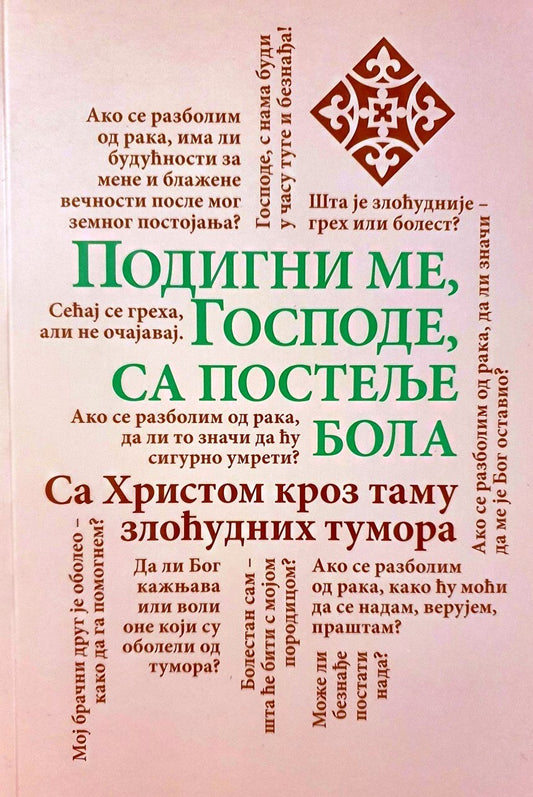 Ако се разболим
од рака, има ли
будућности за
мене и блажене
вечности после мог
земног постојања?
Господе, с нама буди
у часу туге и безнађа!
Шта је злоћудније –
грех или болест?
Подигни ме,
Сећај се греха,
али не очајавај.
Господе,
са постеље
Ако се разболим од рака,
да ли то значи да ћу
сигурно умрети?
бола
Ако се разболим од рака, да ли значи
да ме је Бог оставио?
Са Христом кроз таму
злоћудних тумора
Мој брачни друг је оболео –
како да га помогнем?
Да ли Бог
кажњава
или воли
оне који су
оболели од
тумора?
Болестан сам –
шта ће бити с мојом
породицом?
Ако се разболим
од рака, како ћу моћи
да се надам, верујем,
праштам?
Може ли
безнађе
постати
нада?